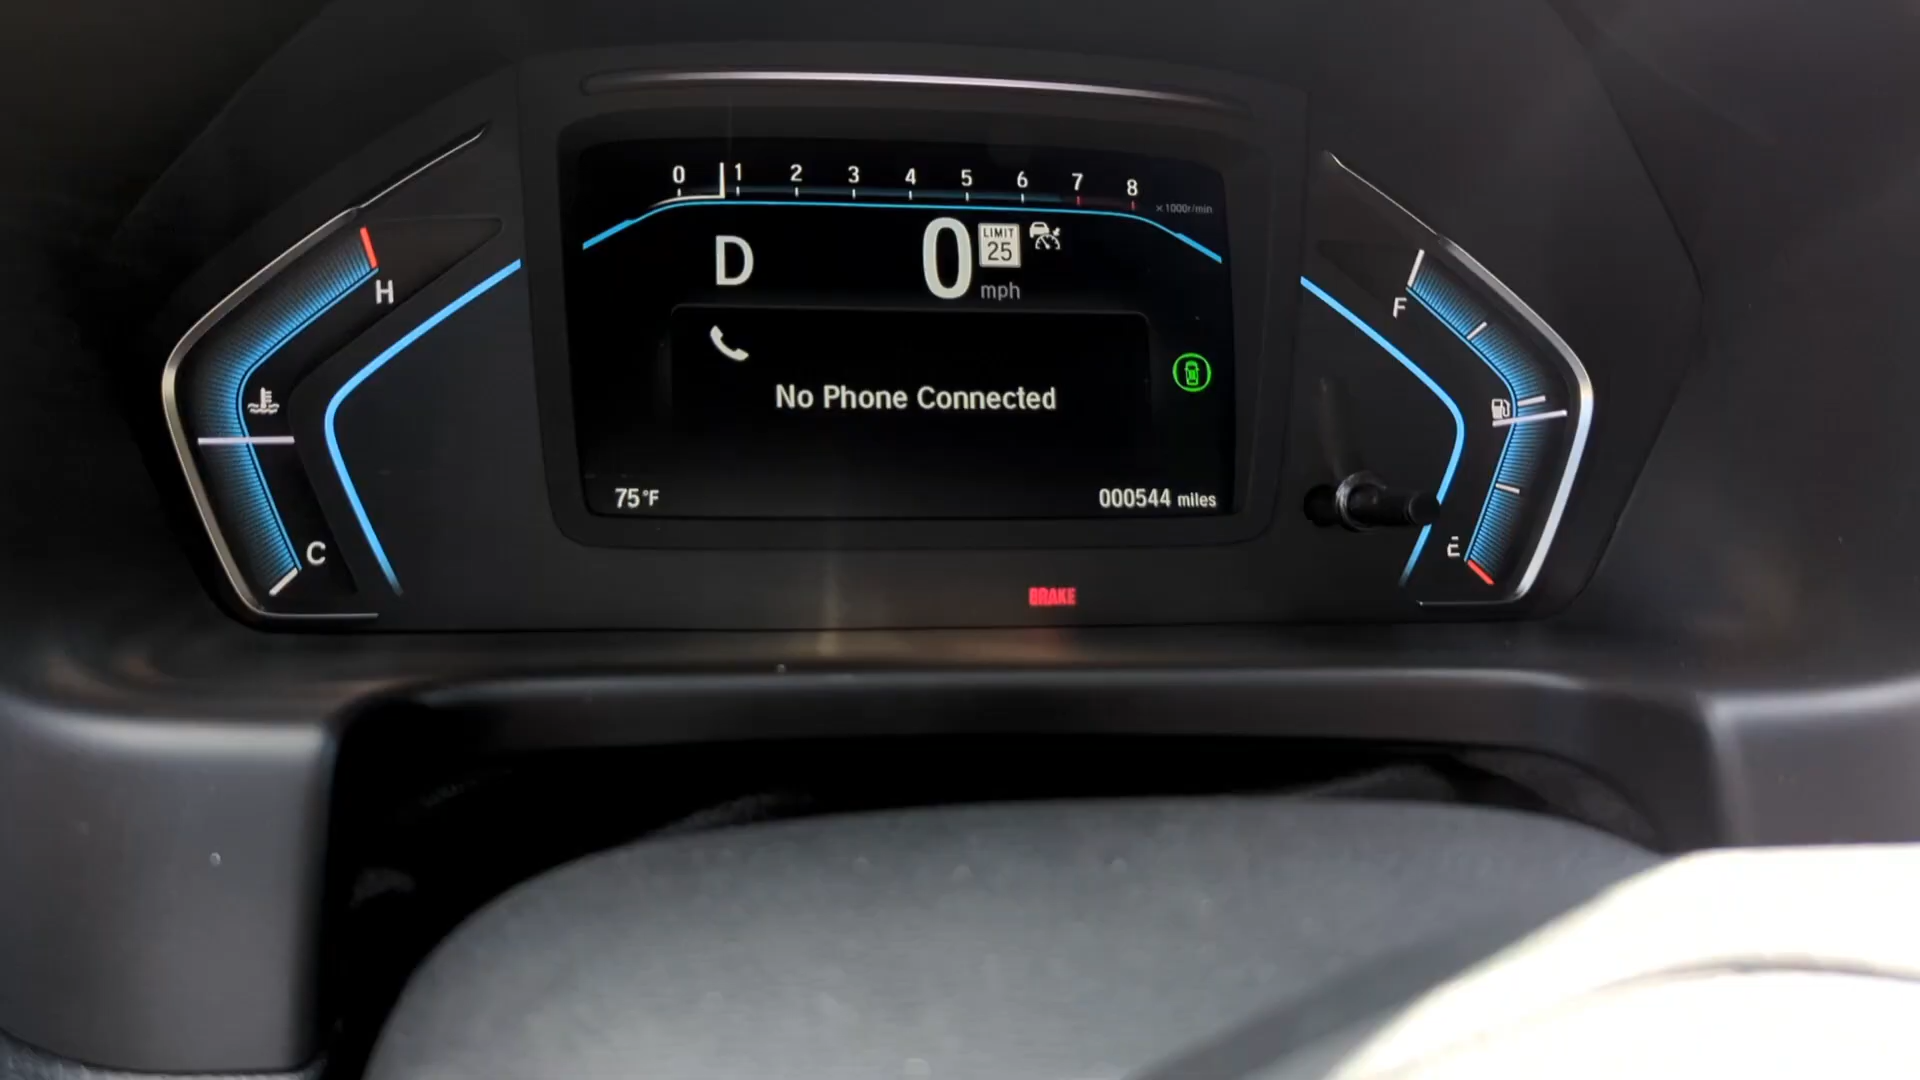 0 1 2 3 4 5 6 7 8
x1000r/min
D 0 mph
LIMIT
25
H
F
No Phone Connected
75°F
000544 miles
C
E
BRAKE